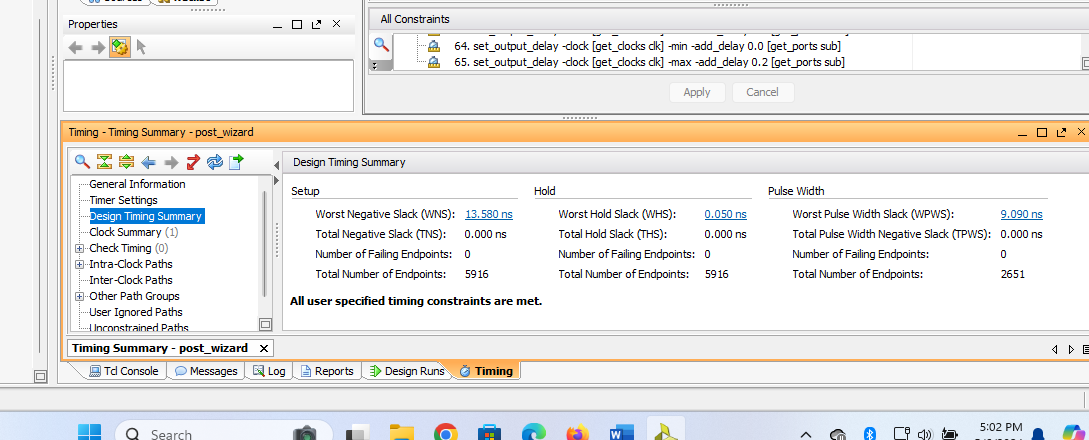 Properties
All Constraints
64. set_output_delay -clock [get_clocks clk] -min -add_delay 0.0 [get_ports sub]
65. set_output_delay -clock [get_clocks clk] -max -add_delay 0.2 [get_ports sub]
Apply Cancel
Timing - Timing Summary - post_wizard
General Information
Timer Settings
Design Timing Summary
Clock Summary (1)
Check Timing (0)
Intra-Clock Paths
Inter-Clock Paths
Other Path Groups
User Ignored Paths
Unconstrained Paths
Design Timing Summary
Setup Hold Pulse Width
Worst Negative Slack (WNS): 13.580 ns Worst Hold Slack (WHS): 0.050 ns Worst Pulse Width Slack (WPWS): 9.090 ns
Total Negative Slack (TNS): 0.000 ns Total Hold Slack (THS): 0.000 ns Total Pulse Width Negative Slack (TPWS): 0.000 ns
Number of Failing Endpoints: 0 Number of Failing Endpoints: 0 Number of Failing Endpoints: 0
Total Number of Endpoints: 5916 Total Number of Endpoints: 5916 Total Number of Endpoints: 2651
All user specified timing constraints are met.
Timing Summary - post_wizard
Tcl Console Messages Log Reports Design Runs Timing
Search
5:02 PM